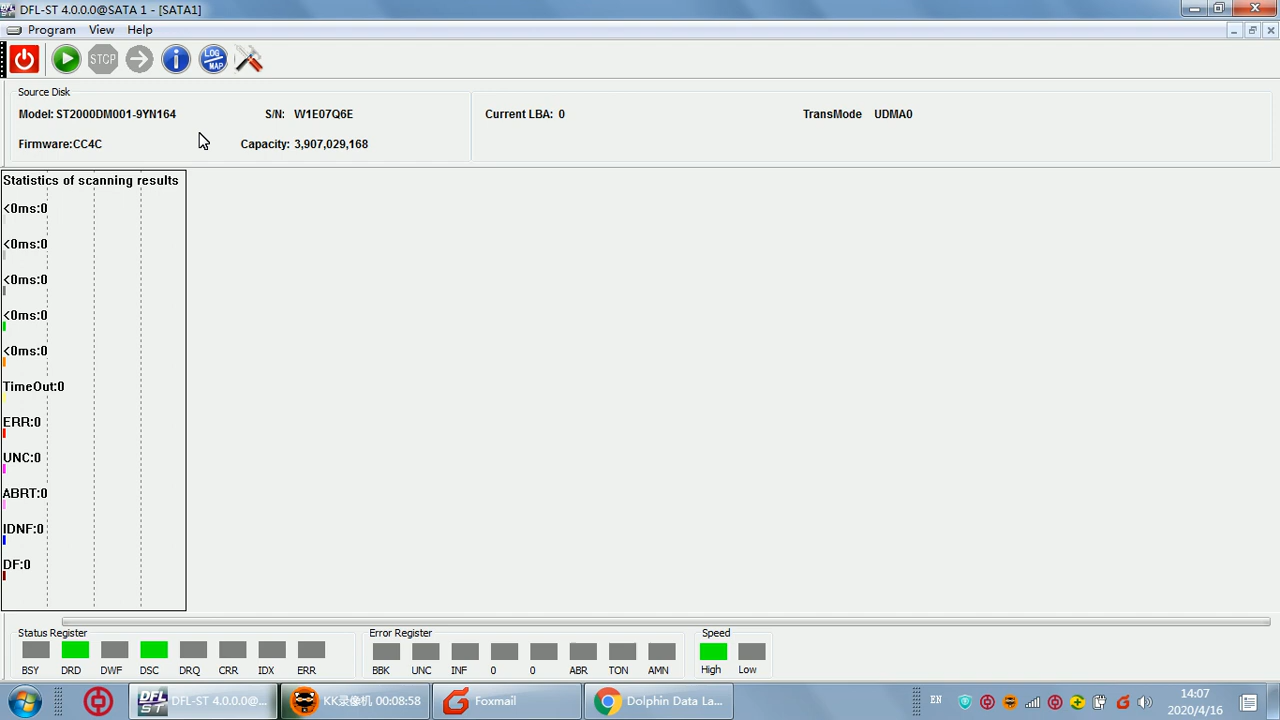 DFL-ST 4.0.0.0@SATA 1 - [SATA1]
Program View Help
STCP
LOG
MAP
Source Disk
Model: ST2000DM001-9YN164 S/N: W1E07Q6E Current LBA: 0 TransMode UDMA0
Firmware:CC4C Capacity: 3,907,029,168
Statistics of scanning results
<0ms:0
<0ms:0
<0ms:0
<0ms:0
<0ms:0
TimeOut:0
ERR:0
UNC:0
ABRT:0
IDNF:0
DF:0
Status Register Error Register Speed
BSY DRD DWF DSC DRQ CRR IDX ERR BBK UNC INF 0 0 ABR TON AMN High Low
DFL ST DFL-ST 4.0.0.0@... KK录像机 00:08:58 Foxmail Dolphin Data La... EN 14:07
2020/4/16